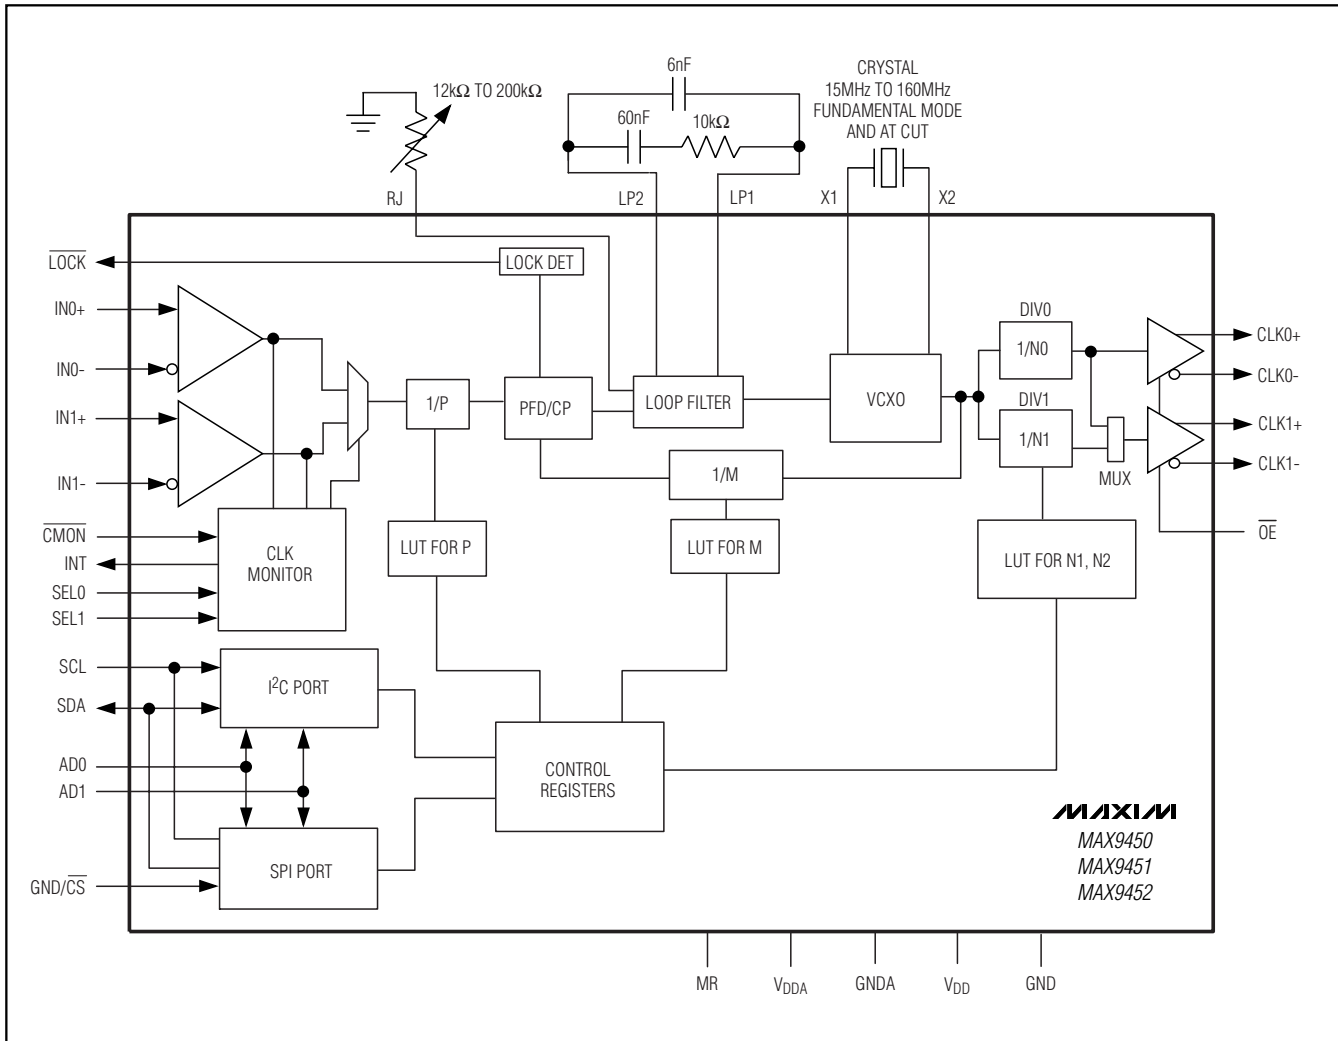 6nF
CRYSTAL
15MHz TO 160MHz
FUNDAMENTAL MODE
AND AT CUT
12kΩ TO 200kΩ
60nF
10kΩ
RJ
LP2
LP1
X1
X2
LOCK
LOCK DET
IN0+
IN0-
IN1+
IN1-
DIV0
1/N0
CLK0+
CLK0-
1/P
PFD/CP
LOOP FILTER
VCXO
DIV1
1/N1
MUX
CLK1+
CLK1-
1/M
CMON
INT
SEL0
SEL1
CLK
MONITOR
LUT FOR P
LUT FOR M
LUT FOR N1, N2
OE
SCL
SDA
I²C PORT
AD0
AD1
CONTROL
REGISTERS
SPI PORT
GND/CS
MAXIM
MAX9450
MAX9451
MAX9452
MR
VDDA
GNDA
VDD
GND